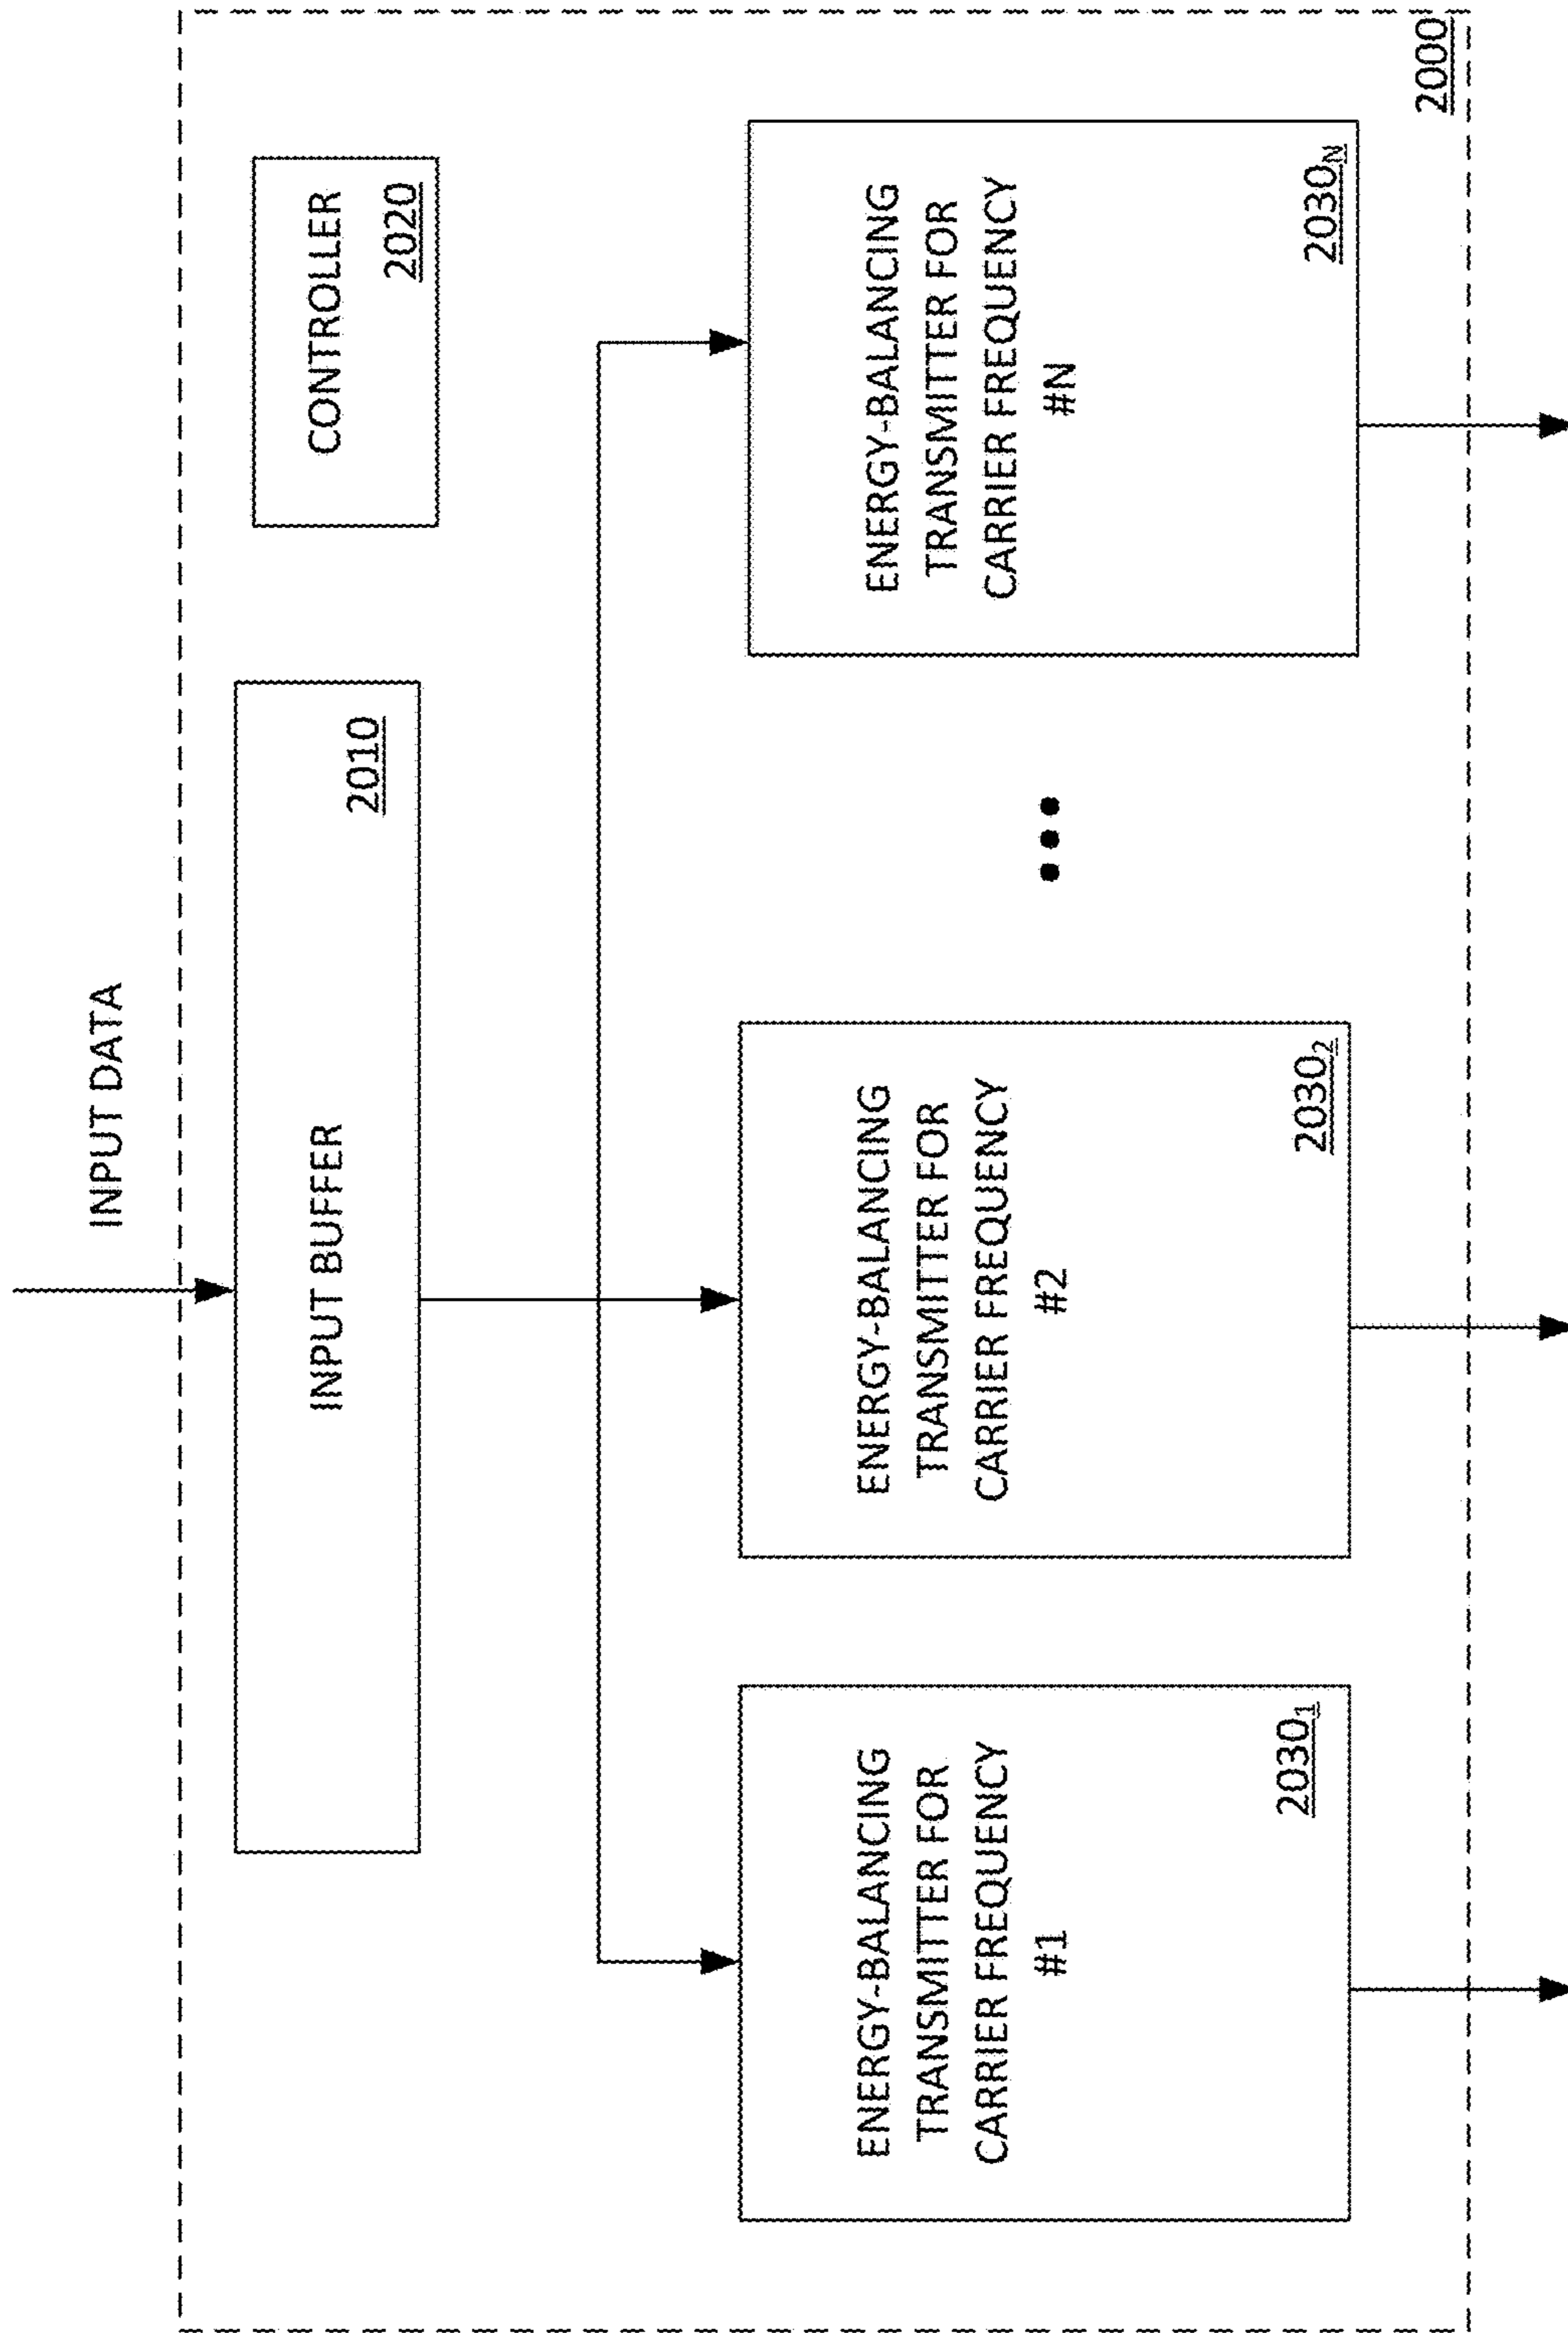 INPUT DATA
INPUT BUFFER
2010
CONTROLLER
2020
ENERGY-BALANCING
TRANSMITTER FOR
CARRIER FREQUENCY
#1
2030₁
ENERGY-BALANCING
TRANSMITTER FOR
CARRIER FREQUENCY
#2
2030₂
ENERGY-BALANCING
TRANSMITTER FOR
CARRIER FREQUENCY
#N
2030N
2000